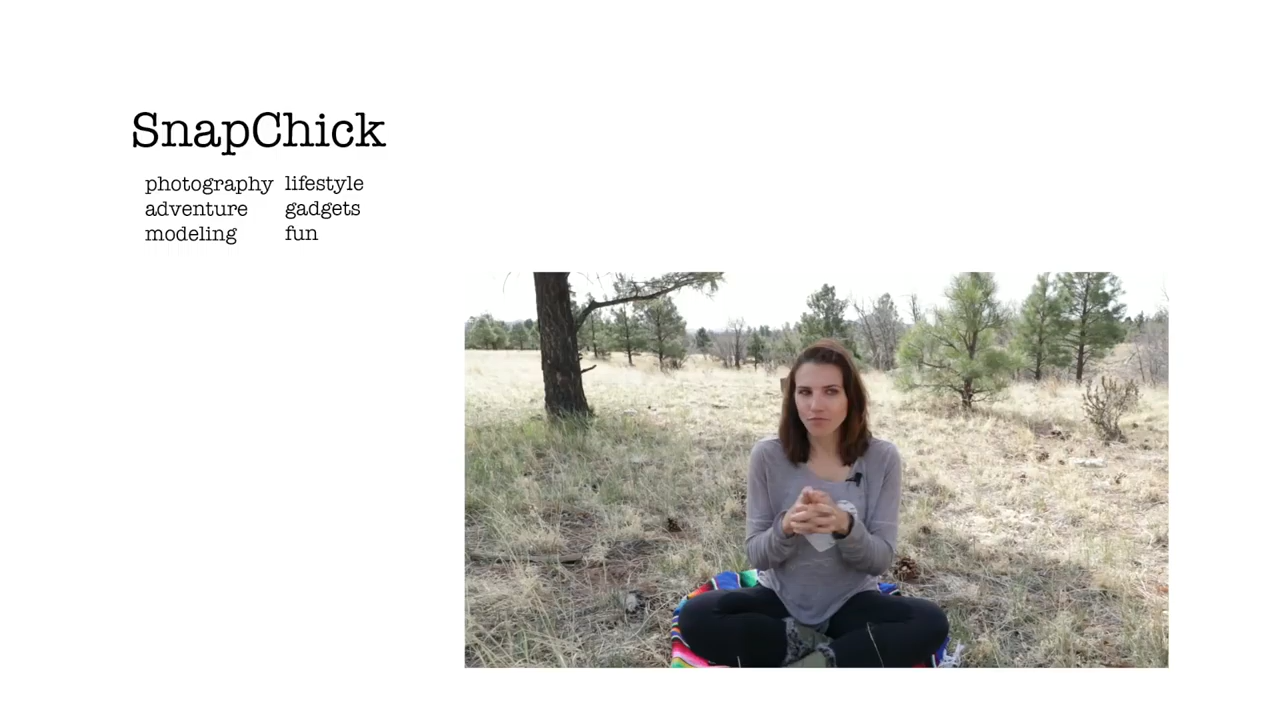 SnapChick
photography lifestyle
adventure gadgets
modeling fun